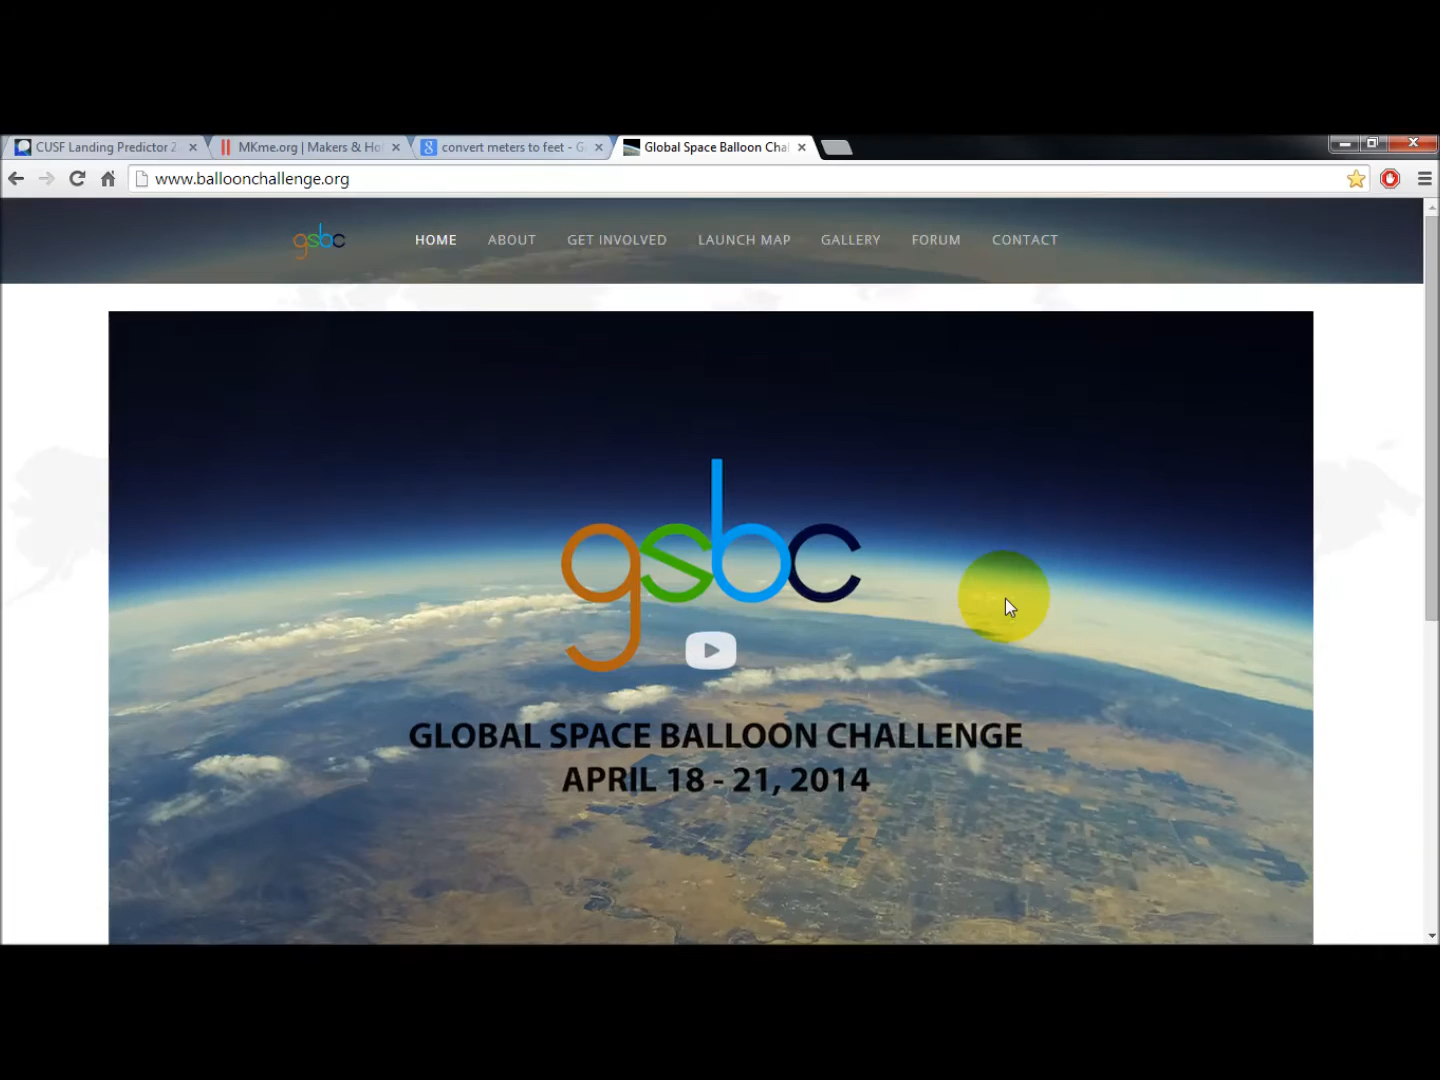 CUSF Landing Predictor 2
MKme.org | Makers & Ho
convert meters to feet - G
Global Space Balloon Cha
www.balloonchallenge.org
gsbc
HOME
ABOUT
GET INVOLVED
LAUNCH MAP
GALLERY
FORUM
CONTACT
gsbc
GLOBAL SPACE BALLOON CHALLENGE
APRIL 18 - 21, 2014